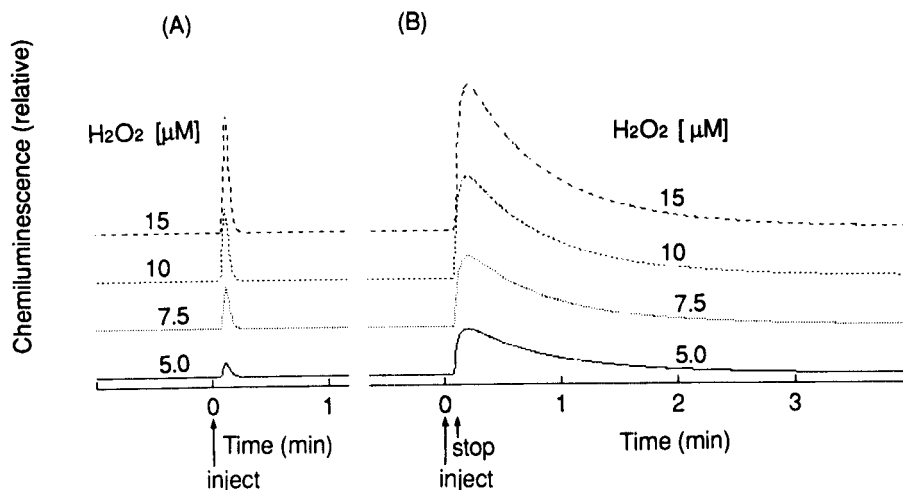 (A)
(B)
Chemiluminescence (relative)
H₂O₂ [μM]
H₂O₂ [μM]
15
10
7.5
5.0
15
10
7.5
5.0
0 1
0 1 2 3
Time (min)
inject
stop
inject
Time (min)